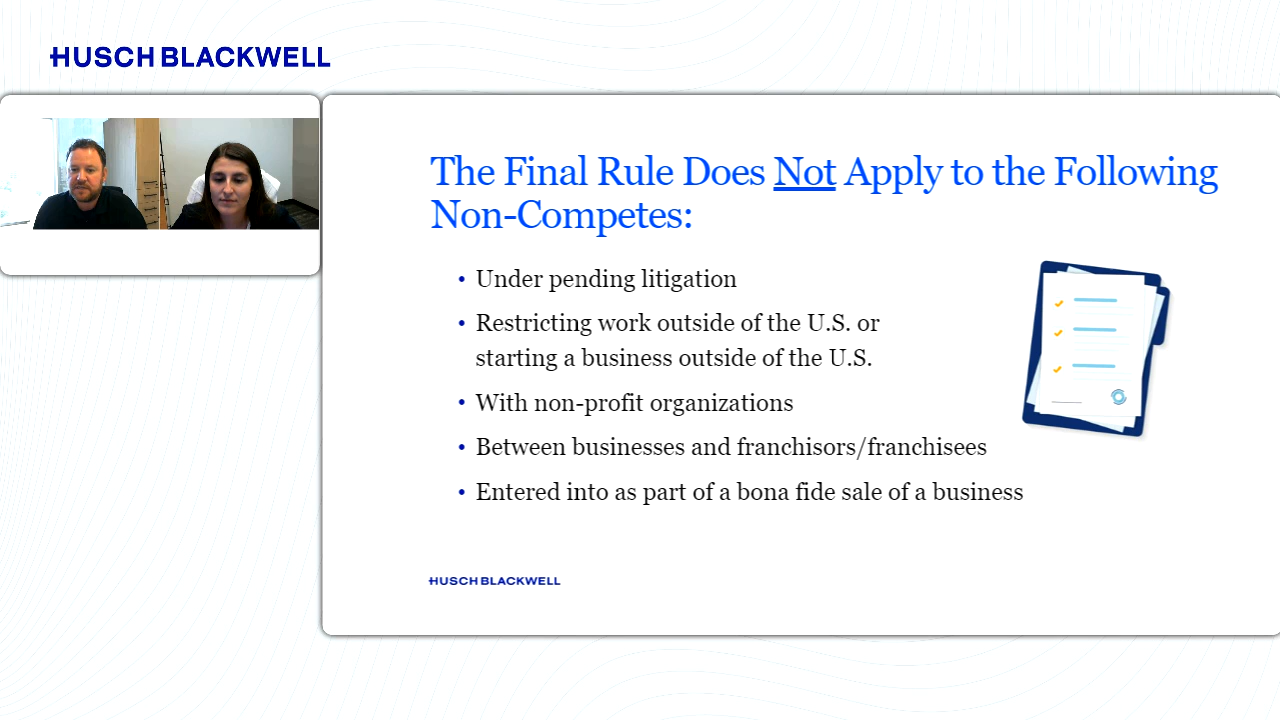 HUSCH BLACKWELL
The Final Rule Does Not Apply to the Following
Non-Competes:
• Under pending litigation
• Restricting work outside of the U.S. or
starting a business outside of the U.S.
• With non-profit organizations
• Between businesses and franchisors/franchisees
• Entered into as part of a bona fide sale of a business
HUSCH BLACKWELL